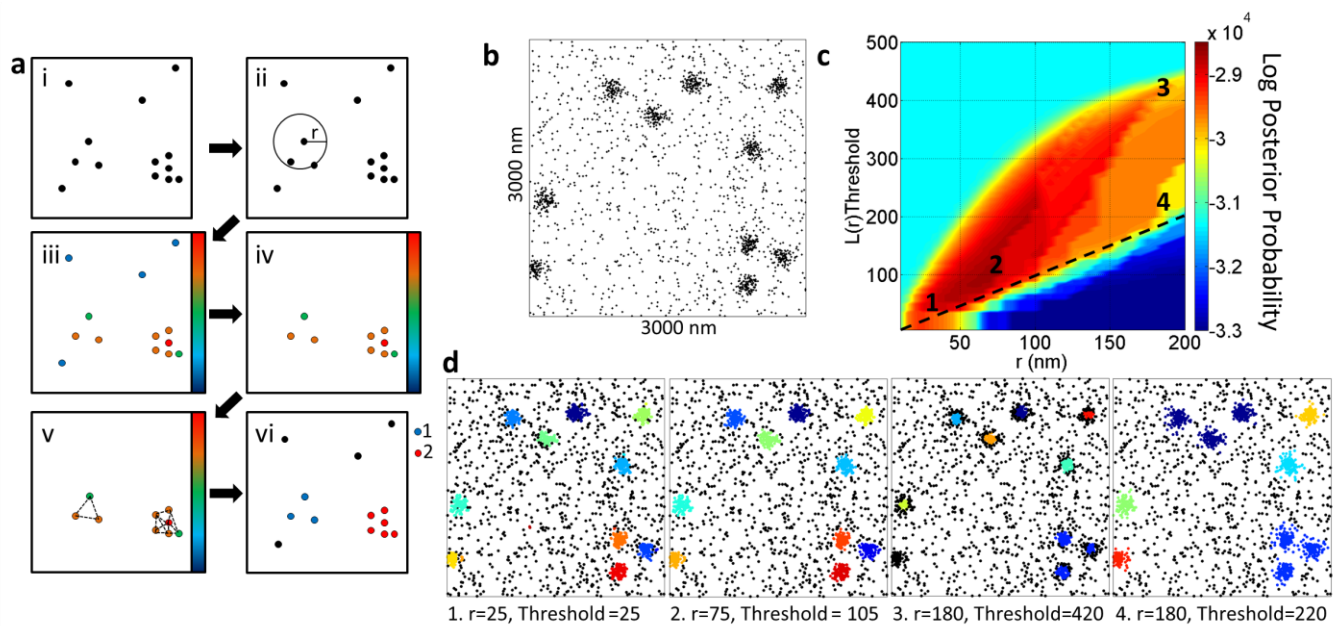 a
i
ii
r
iii
iv
v
vi
1
2
b
3000 nm
3000 nm
c
x 10⁴
500
400
300
200
100
L(r)Threshold
50
100
150
200
r (nm)
1
2
3
4
-2.9
-3
-3.1
-3.2
-3.3
Log Posterior Probability
d
1. r=25, Threshold=25
2. r=75, Threshold = 105
3. r=180, Threshold=420
4. r=180, Threshold=220